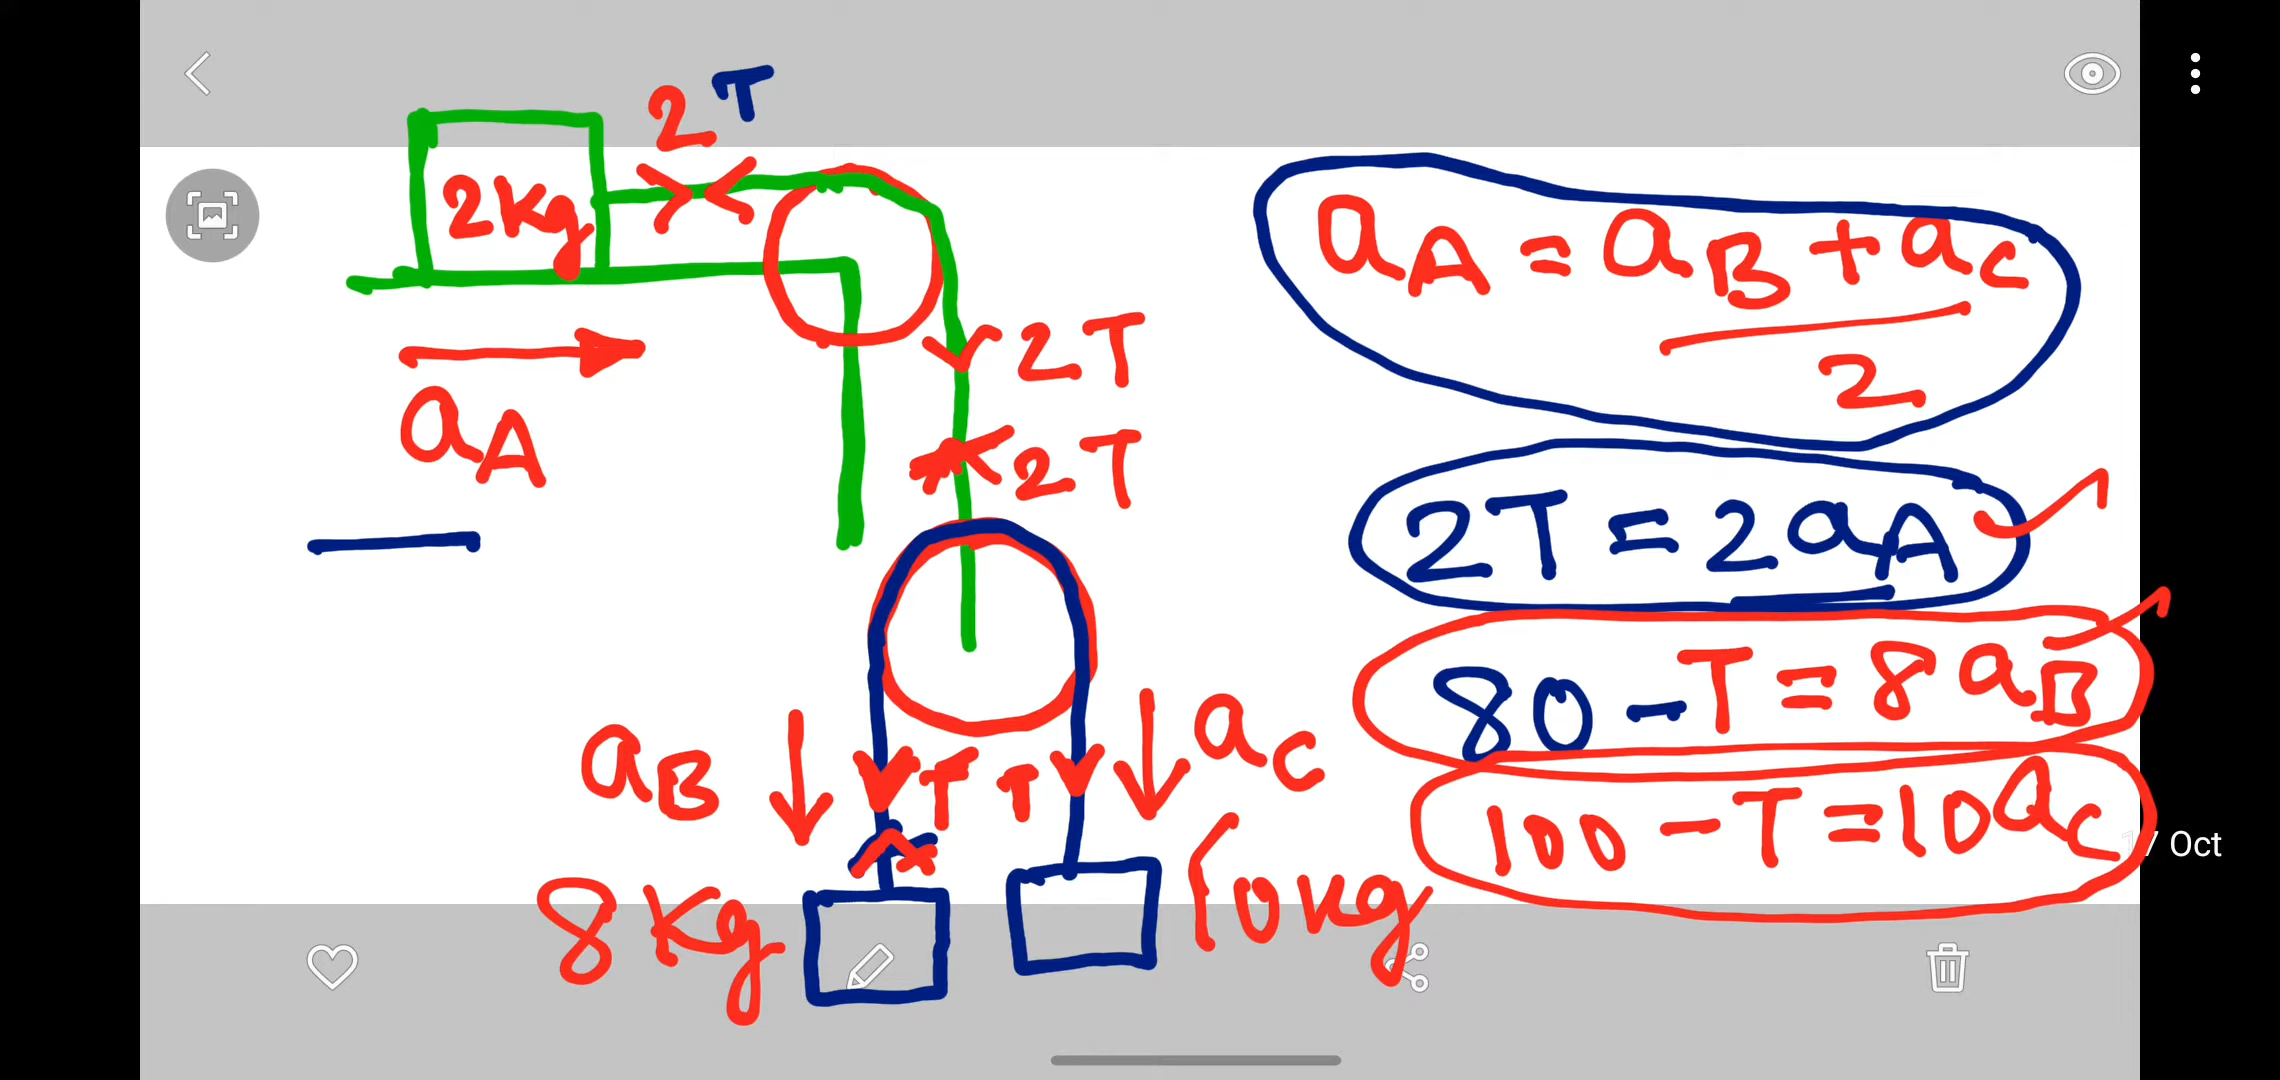 2T
2kg
aA = aB + aC
2
2T
aA
2T
2T = 2aA
80 - T = 8aB
aB
T
T
aC
100 - T = 10aC
17 Oct
8kg
10kg